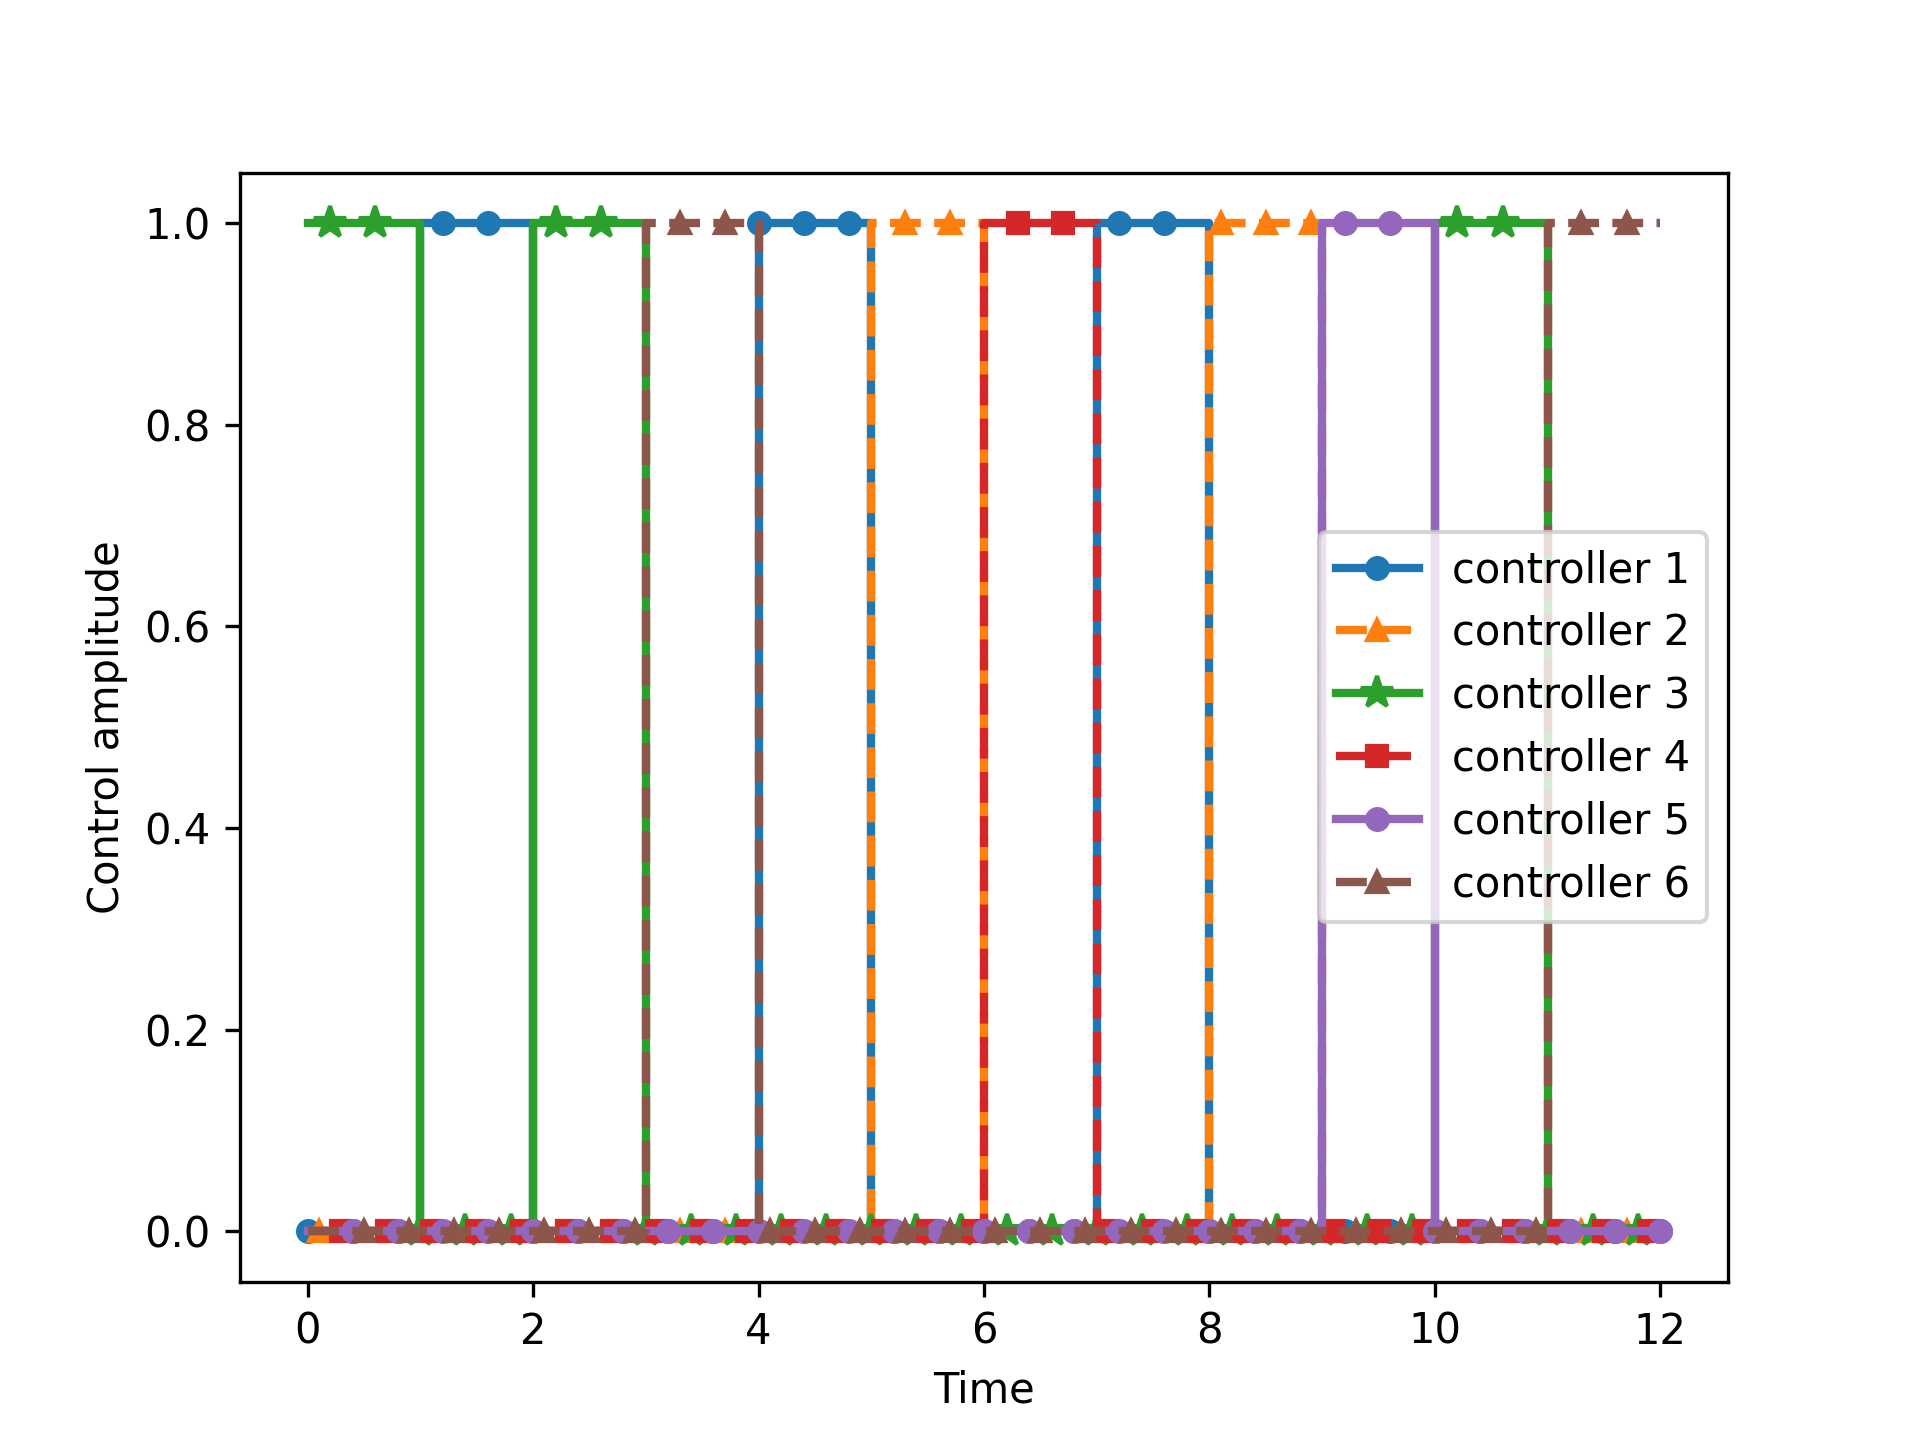 1.0
0.8
0.6
0.4
0.2
0.0
Control amplitude
controller 1
controller 2
controller 3
controller 4
controller 5
controller 6
0 2 4 6 8 10 12
Time